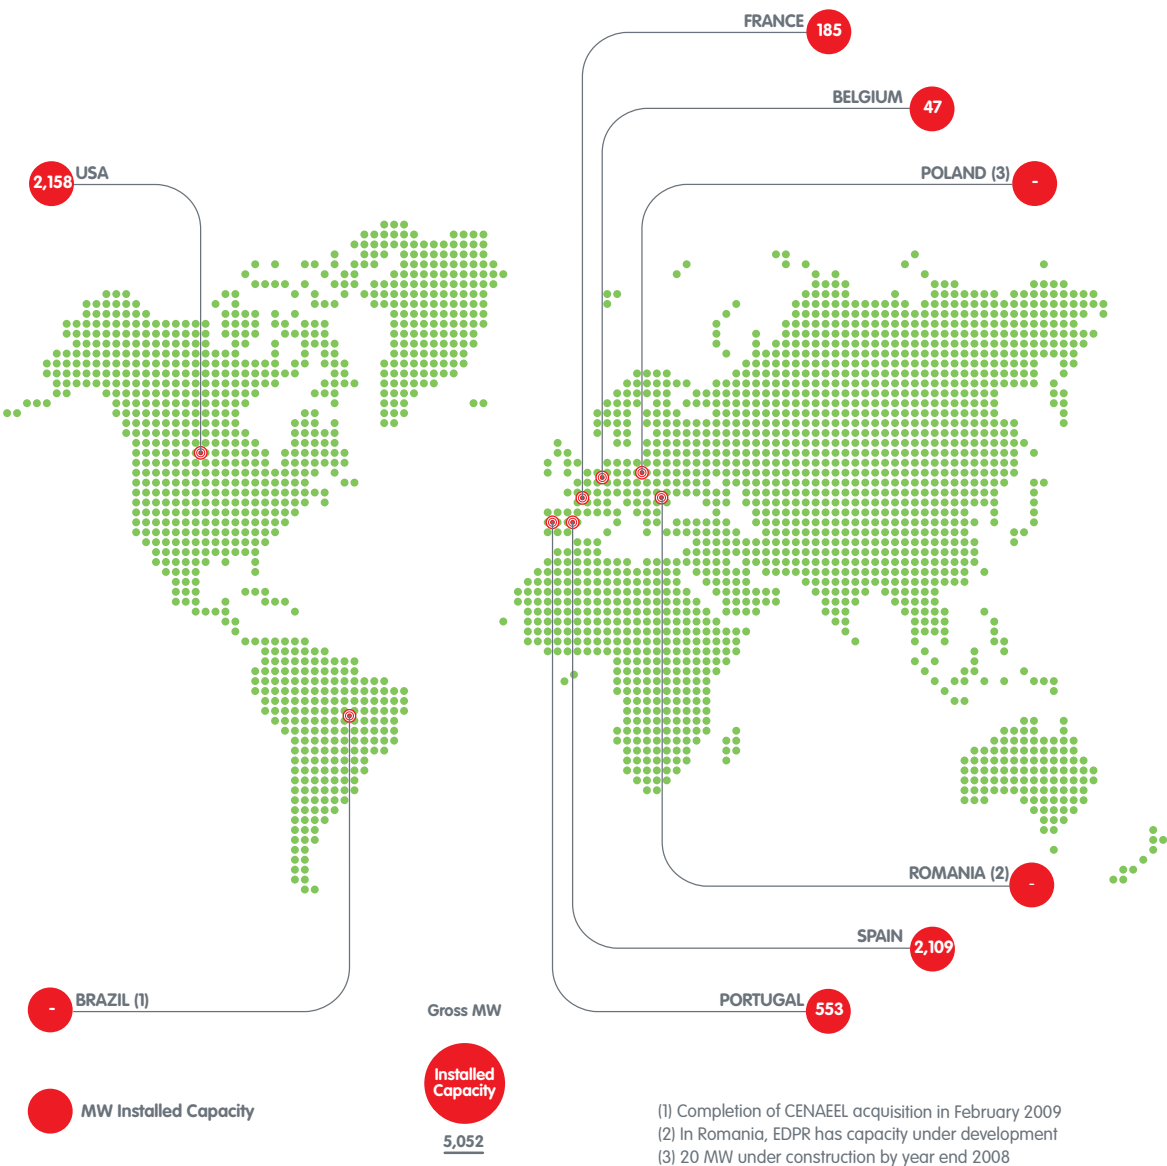 FRANCE 185
BELGIUM 47
2,158 USA
POLAND (3) -
ROMANIA (2) -
SPAIN 2,109
- BRAZIL (1)
PORTUGAL 553
Gross MW
Installed
Capacity
5,052
MW Installed Capacity
(1) Completion of CENAEEL acquisition in February 2009
(2) In Romania, EDPR has capacity under development
(3) 20 MW under construction by year end 2008